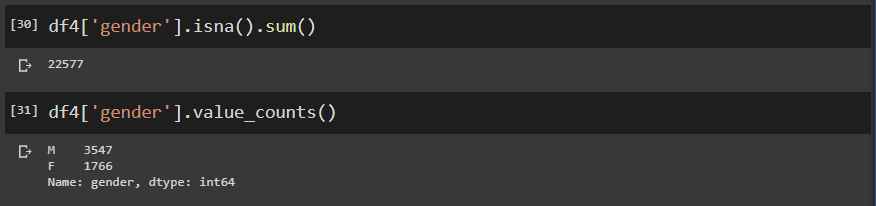 [30] df4['gender'].isna().sum()
22577
[31] df4['gender'].value_counts()
M    3547
F    1766
Name: gender, dtype: int64